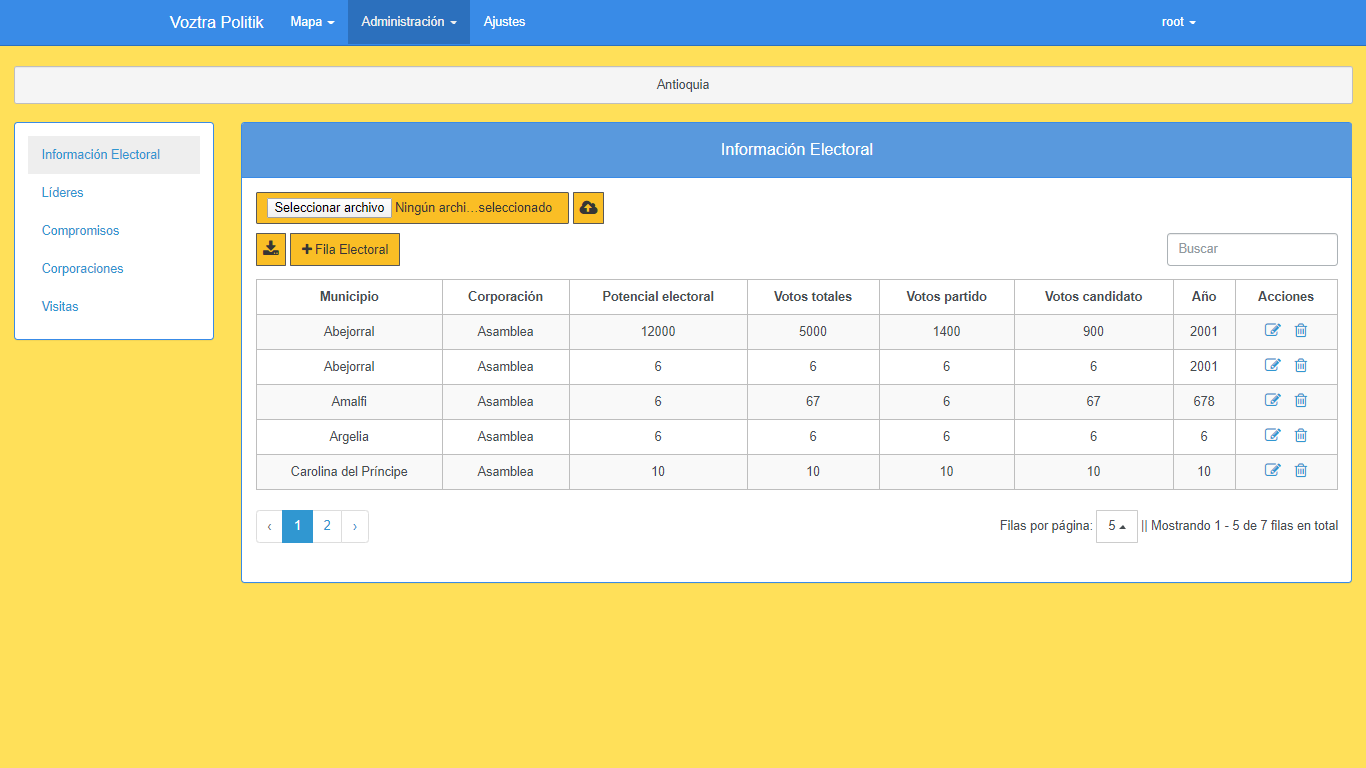 Voztra Politik Mapa Administración Ajustes root
Antioquia
Información Electoral
Líderes
Compromisos
Corporaciones
Visitas
Información Electoral
Seleccionar archivo Ningún archi…seleccionado
+ Fila Electoral Buscar
Municipio Corporación Potencial electoral Votos totales Votos partido Votos candidato Año Acciones
Abejorral Asamblea 12000 5000 1400 900 2001
Abejorral Asamblea 6 6 6 6 2001
Amalfi Asamblea 6 67 6 67 678
Argelia Asamblea 6 6 6 6 6
Carolina del Príncipe Asamblea 10 10 10 10 10
‹ 1 2 › Filas por página: 5 || Mostrando 1 - 5 de 7 filas en total